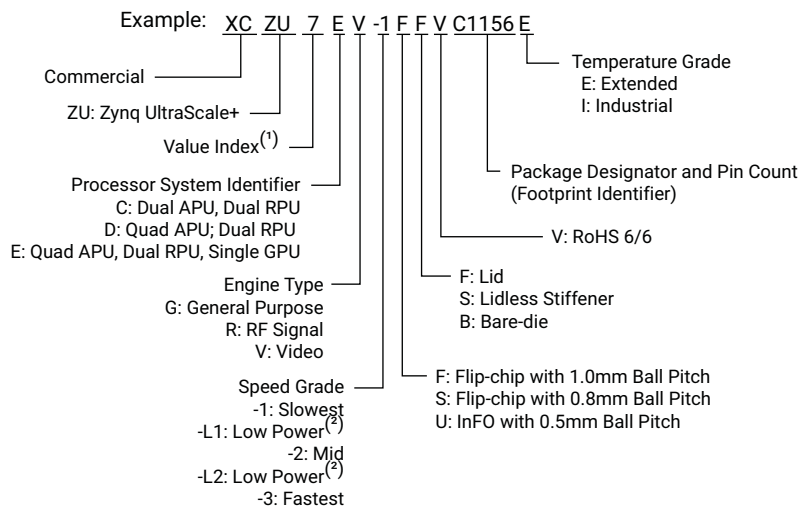 Example: XC ZU 7 E V -1 F F V C1156 E
Commercial
ZU: Zynq UltraScale+
Value Index(1)
Processor System Identifier
C: Dual APU, Dual RPU
D: Quad APU; Dual RPU
E: Quad APU, Dual RPU, Single GPU
Engine Type
G: General Purpose
R: RF Signal
V: Video
Speed Grade
-1: Slowest
-L1: Low Power(2)
-2: Mid
-L2: Low Power(2)
-3: Fastest
Temperature Grade
E: Extended
I: Industrial
Package Designator and Pin Count
(Footprint Identifier)
V: RoHS 6/6
F: Lid
S: Lidless Stiffener
B: Bare-die
F: Flip-chip with 1.0mm Ball Pitch
S: Flip-chip with 0.8mm Ball Pitch
U: InFO with 0.5mm Ball Pitch